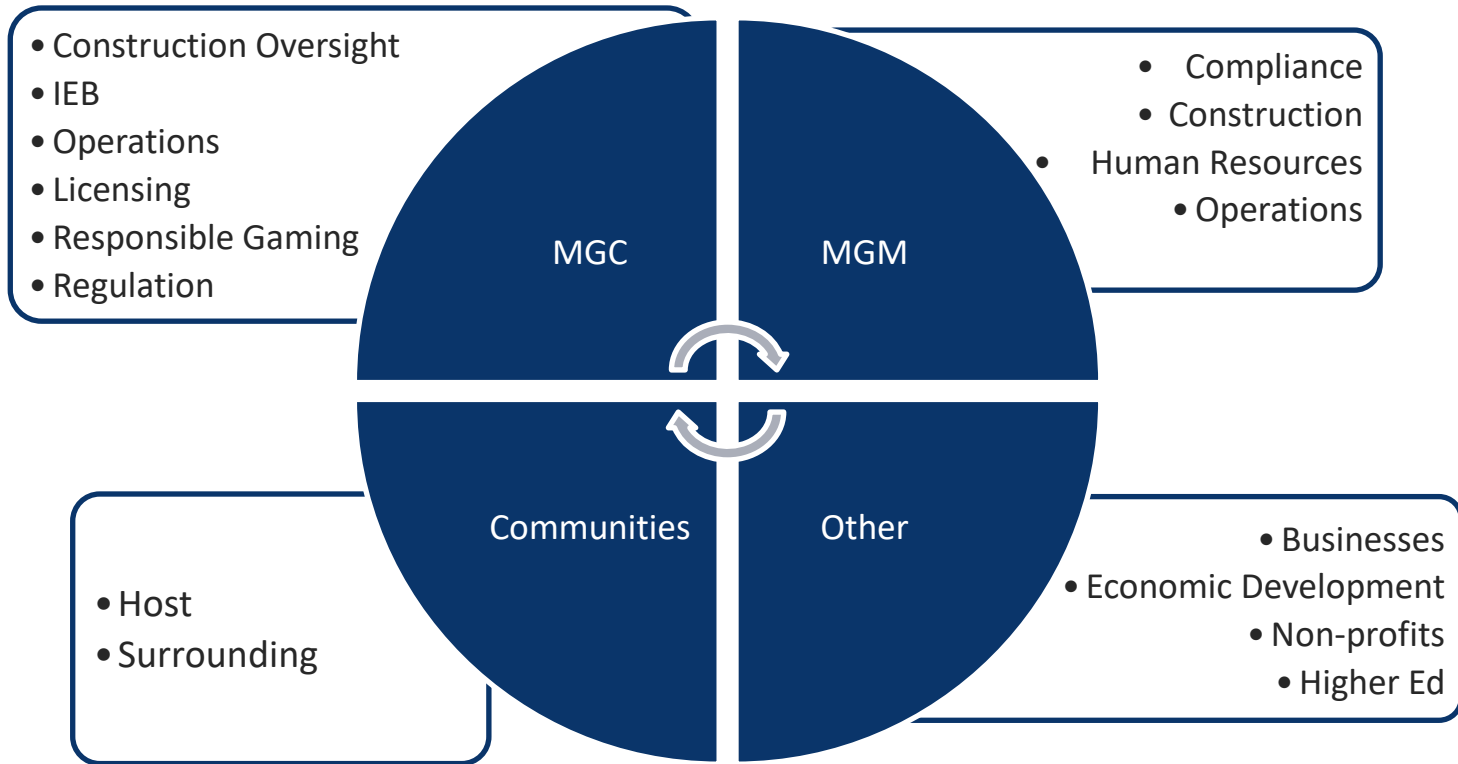 • Construction Oversight
• IEB
• Operations
• Licensing
• Responsible Gaming
• Regulation
MGC
• Compliance
• Construction
• Human Resources
• Operations
MGM
Communities
• Host
• Surrounding
Other
• Businesses
• Economic Development
• Non-profits
• Higher Ed